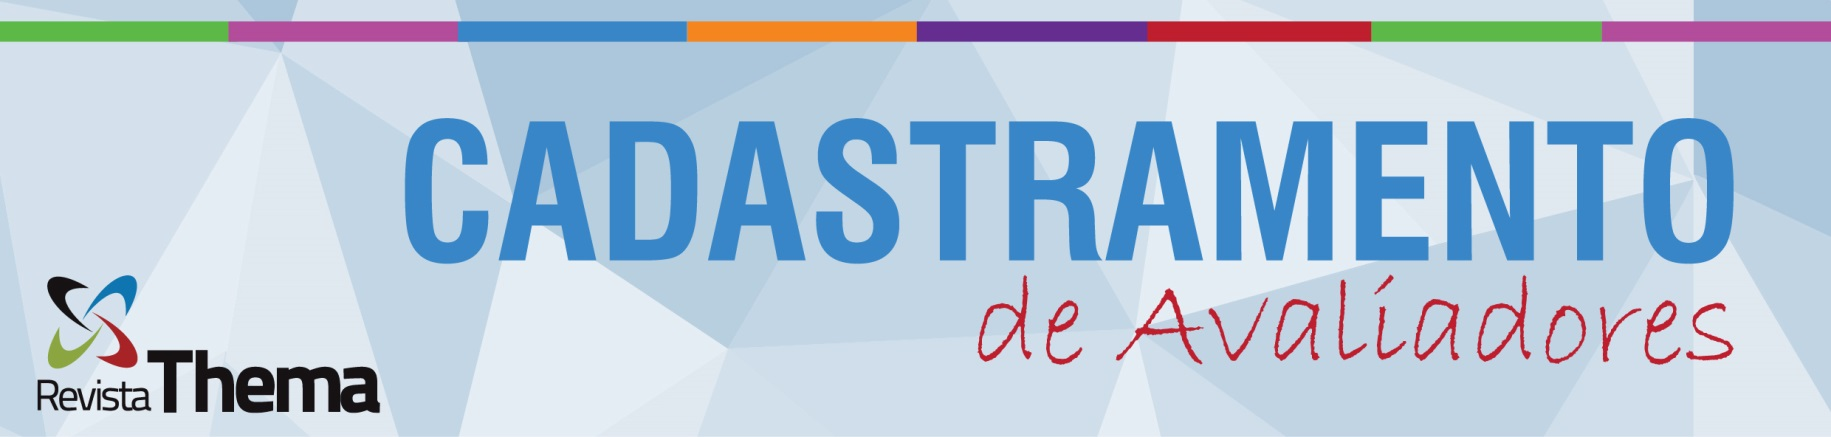 CADASTRAMENTO
de Avaliadores
Revista Thema